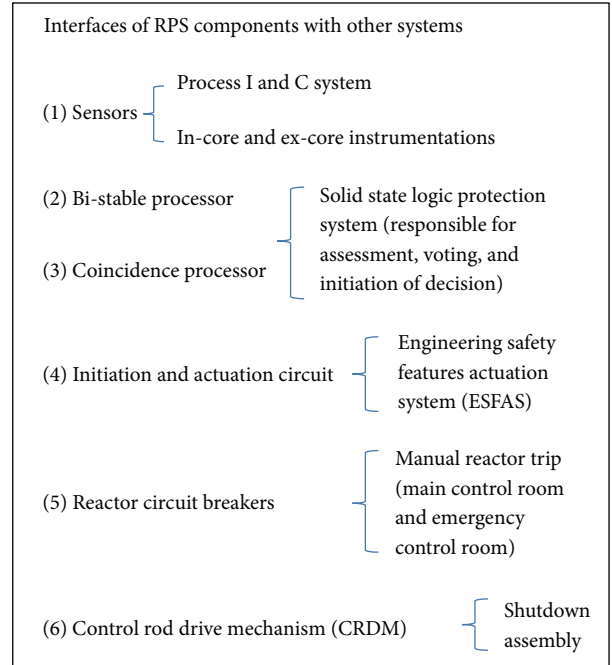 Interfaces of RPS components with other systems
Process I and C system
(1) Sensors
In-core and ex-core instrumentations
(2) Bi-stable processor
(3) Coincidence processor
Solid state logic protection
system (responsible for
assessment, voting, and
initiation of decision)
(4) Initiation and actuation circuit
Engineering safety
features actuation
system (ESFAS)
(5) Reactor circuit breakers
Manual reactor trip
(main control room
and emergency
control room)
(6) Control rod drive mechanism (CRDM)
Shutdown
assembly